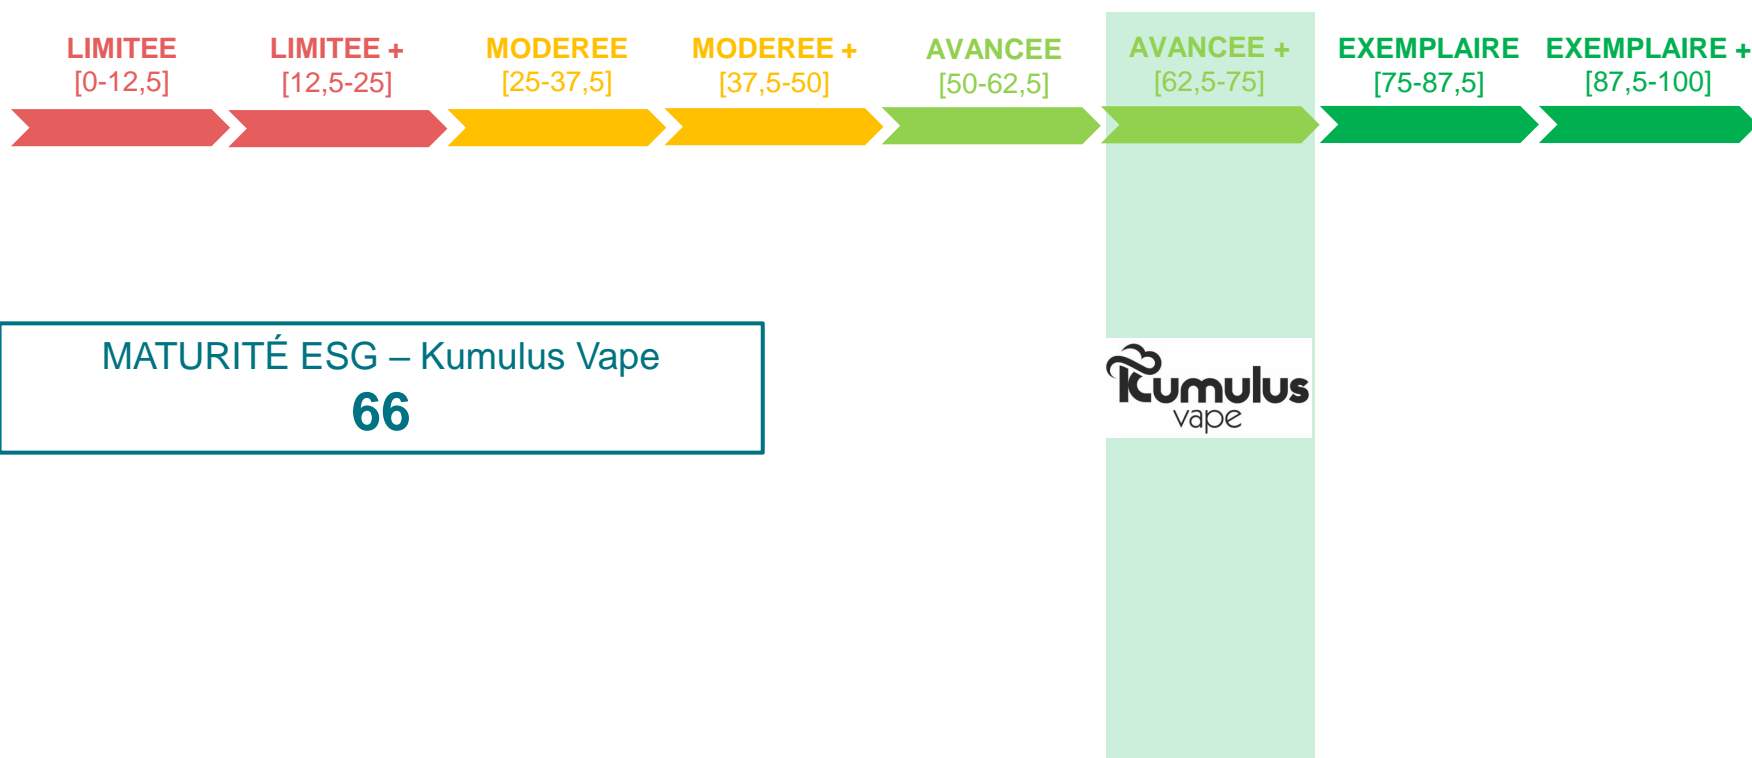 LIMITEE
[0-12,5]
LIMITEE +
[12,5-25]
MODEREE
[25-37,5]
MODEREE +
[37,5-50]
AVANCEE
[50-62,5]
AVANCEE +
[62,5-75]
EXEMPLAIRE
[75-87,5]
EXEMPLAIRE +
[87,5-100]
MATURITÉ ESG – Kumulus Vape
66
Kumulus
vape